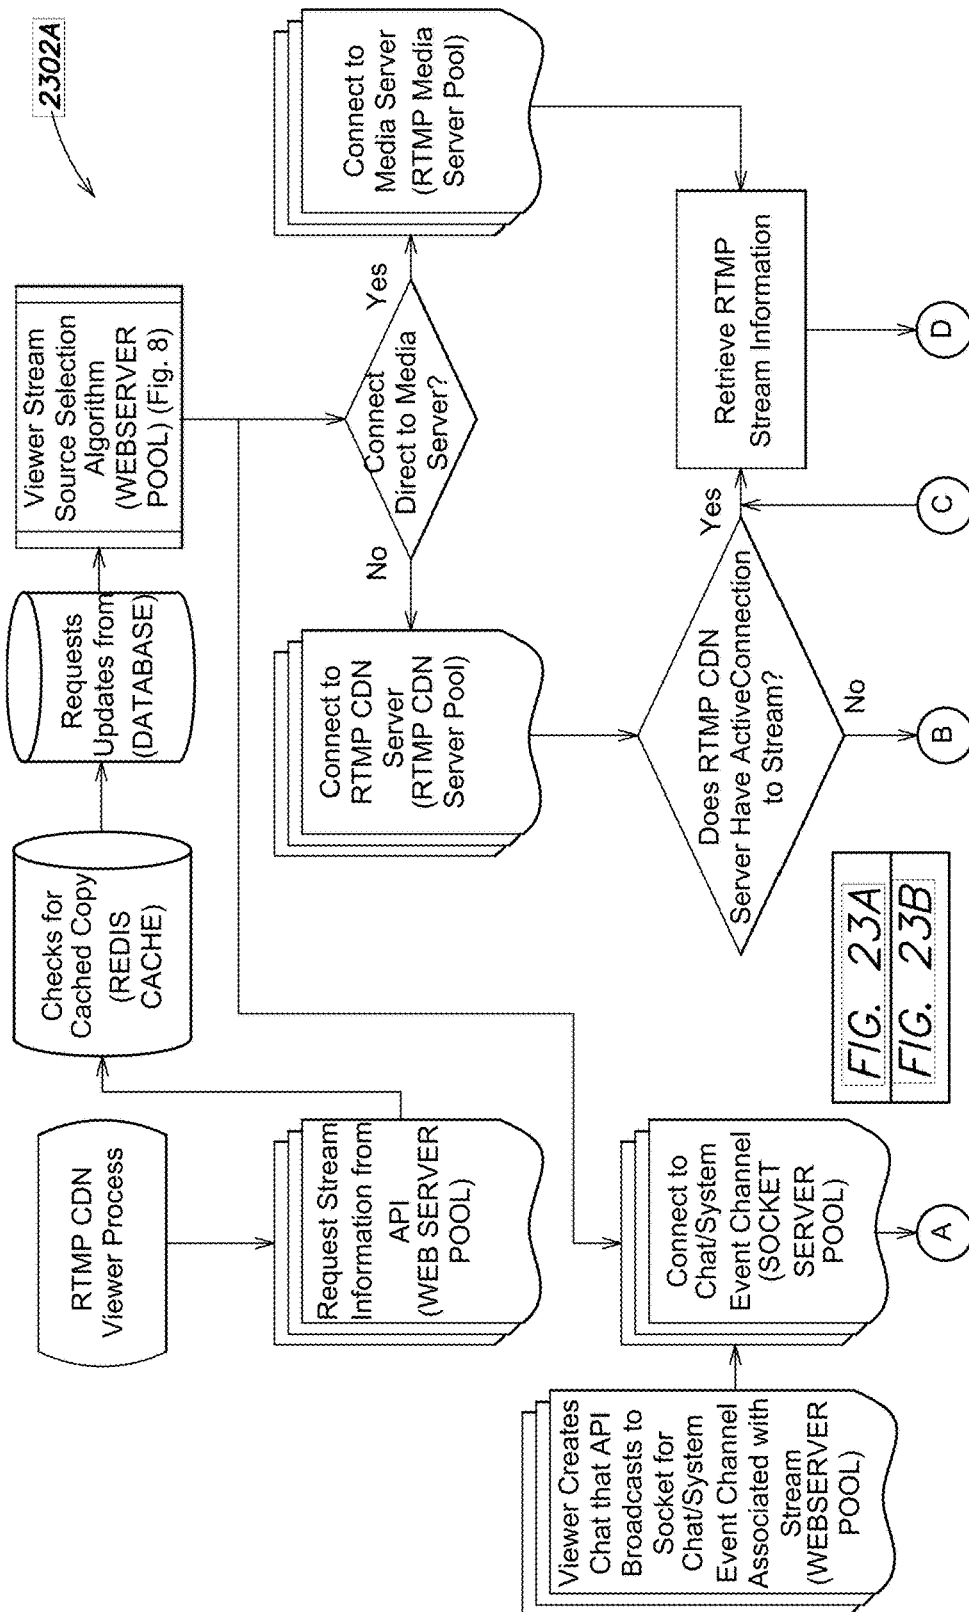 2302A
RTMP CDN
Viewer Process
Request Stream
Information from
API
(WEB SERVER
POOL)
Checks for
Cached Copy
(REDIS
CACHE)
Requests
Updates from
(DATABASE)
Viewer Stream
Source Selection
Algorithm
(WEBSERVER
POOL) (Fig. 8)
Connect
Direct to Media
Server?
Yes
No
Connect to
Media Server
(RTMP Media
Server Pool)
Connect to
RTMP CDN
Server
(RTMP CDN
Server Pool)
Does RTMP CDN
Server Have ActiveConnection
to Stream?
Yes
No
Retrieve RTMP
Stream Information
Viewer Creates
Chat that API
Broadcasts to
Socket for
Chat/System
Event Channel
Associated with
Stream
(WEBSERVER
POOL)
Connect to
Chat/System
Event Channel
(SOCKET
SERVER
POOL)
A
B
C
D
FIG. 23A
FIG. 23B